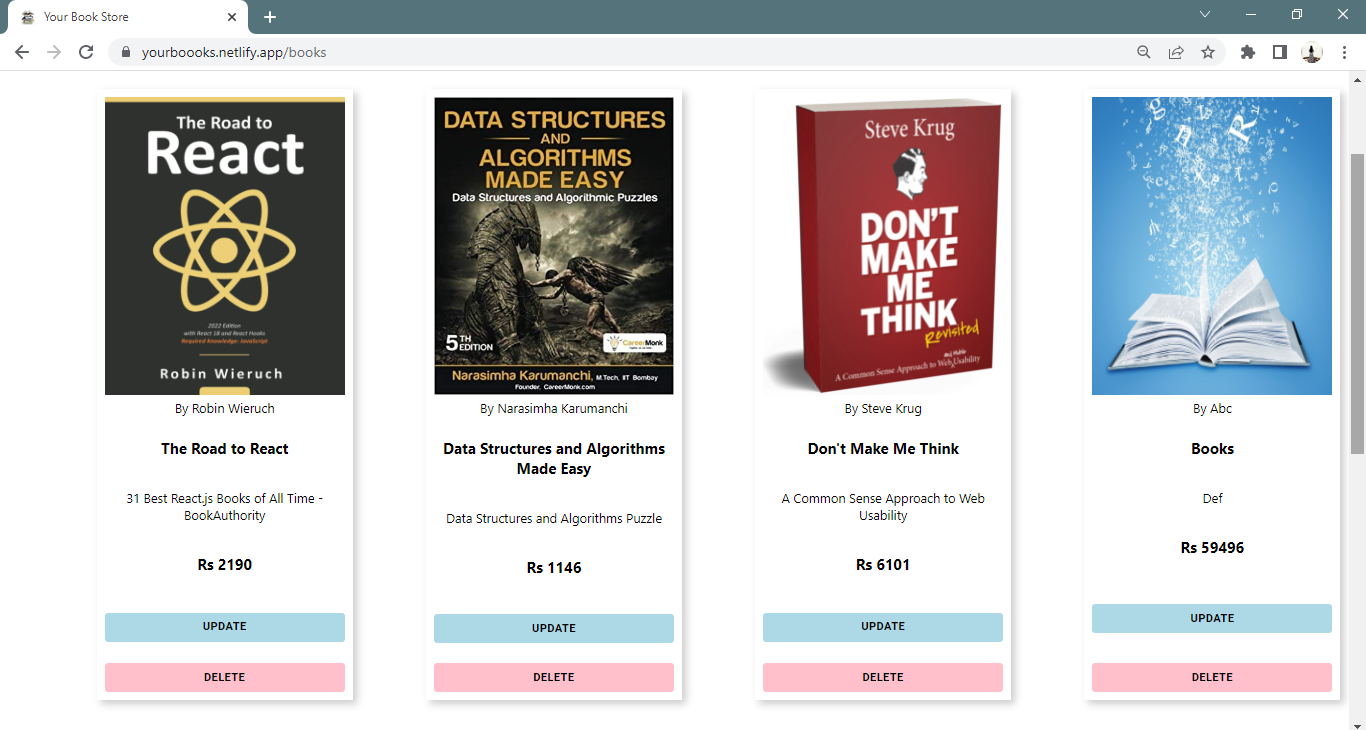 Your Book Store
yourboooks.netlify.app/books
The Road to
React
2022 Edition
with React 18 and React Hooks
Required Knowledge: JavaScript
Robin Wieruch
By Robin Wieruch
The Road to React
31 Best React.js Books of All Time -
BookAuthority
Rs 2190
UPDATE
DELETE
DATA STRUCTURES
AND
ALGORITHMS
MADE EASY
Data Structures and Algorithmic Puzzles
5TH
EDITION
CareerMonk
Narasimha Karumanchi, M.Tech, IIT Bombay
Founder, CareerMonk.com
By Narasimha Karumanchi
Data Structures and Algorithms
Made Easy
Data Structures and Algorithms Puzzle
Rs 1146
UPDATE
DELETE
Steve Krug
DON'T
MAKE
ME
THINK
Revisited
and Mobile
A Common Sense Approach to Web Usability
By Steve Krug
Don't Make Me Think
A Common Sense Approach to Web
Usability
Rs 6101
UPDATE
DELETE
By Abc
Books
Def
Rs 59496
UPDATE
DELETE